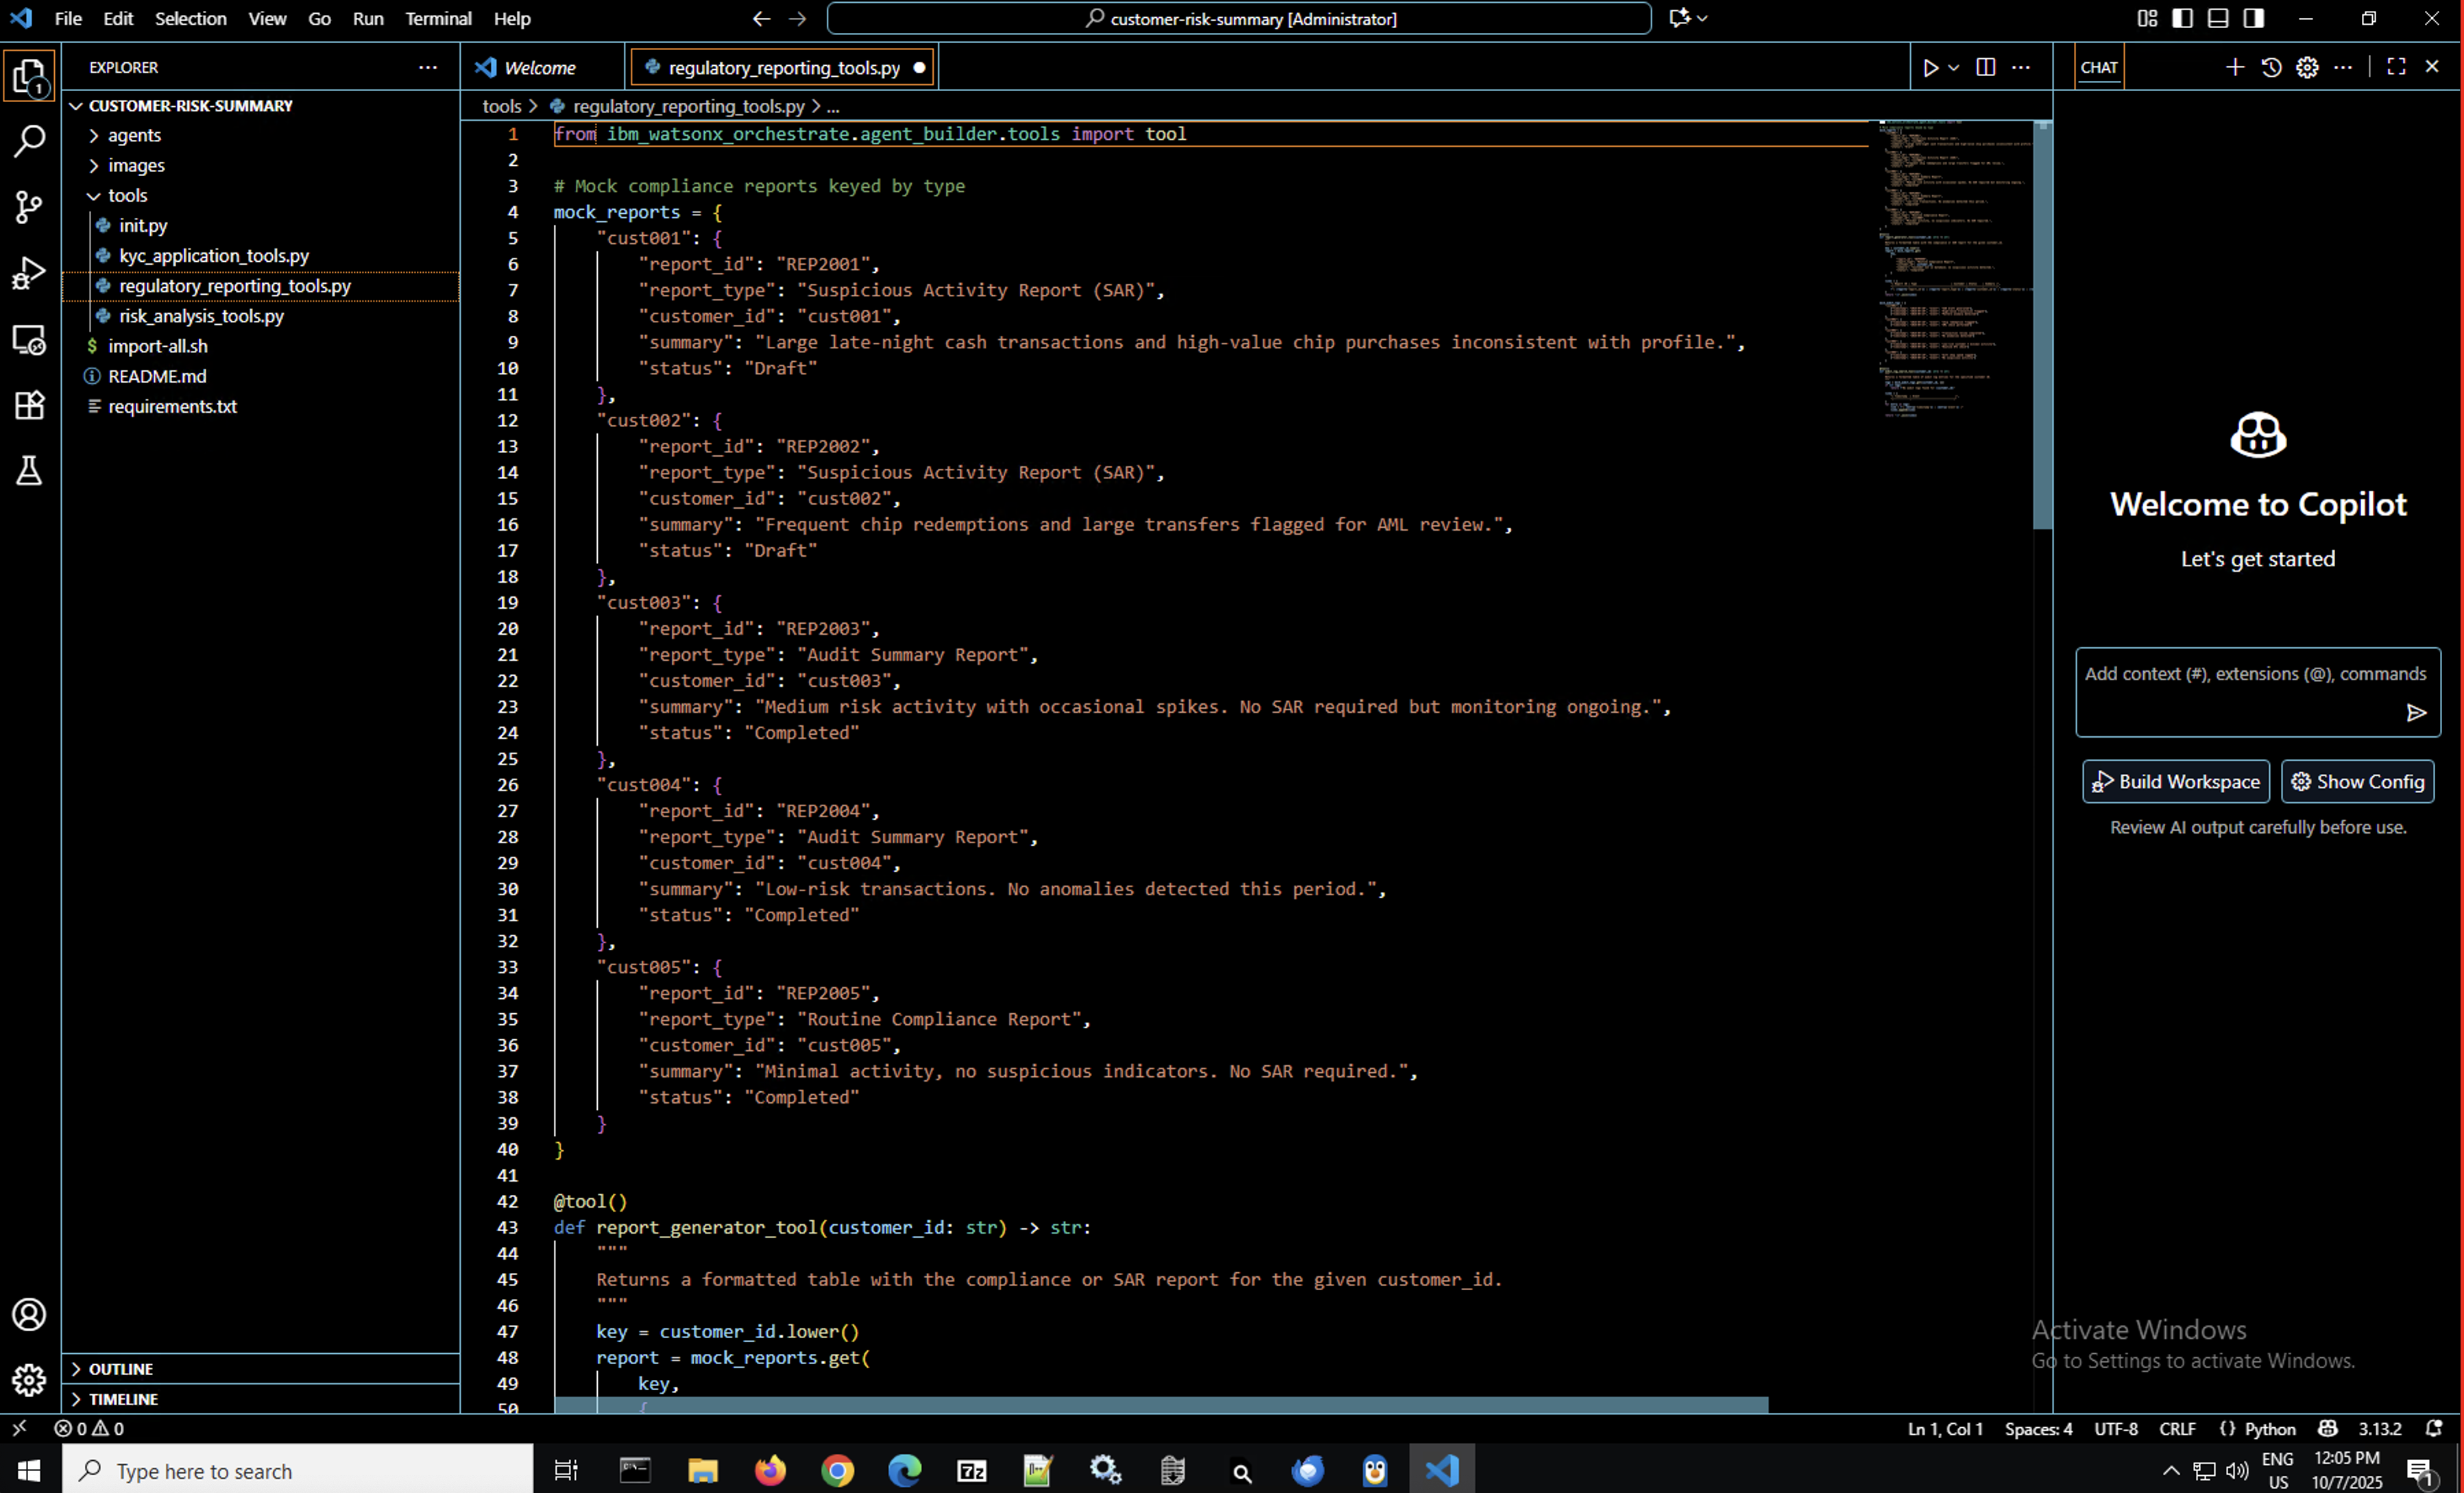 File Edit Selection View Go Run Terminal Help
customer-risk-summary [Administrator]
EXPLORER
CUSTOMER-RISK-SUMMARY
agents
images
tools
init.py
kyc_application_tools.py
regulatory_reporting_tools.py
risk_analysis_tools.py
import-all.sh
README.md
requirements.txt
OUTLINE
TIMELINE
Welcome
regulatory_reporting_tools.py
tools > regulatory_reporting_tools.py > ...
1 from ibm_watsonx_orchestrate.agent_builder.tools import tool
2
3 # Mock compliance reports keyed by type
4 mock_reports = {
5 "cust001": {
6 "report_id": "REP2001",
7 "report_type": "Suspicious Activity Report (SAR)",
8 "customer_id": "cust001",
9 "summary": "Large late-night cash transactions and high-value chip purchases inconsistent with profile.",
10 "status": "Draft"
11 },
12 "cust002": {
13 "report_id": "REP2002",
14 "report_type": "Suspicious Activity Report (SAR)",
15 "customer_id": "cust002",
16 "summary": "Frequent chip redemptions and large transfers flagged for AML review.",
17 "status": "Draft"
18 },
19 "cust003": {
20 "report_id": "REP2003",
21 "report_type": "Audit Summary Report",
22 "customer_id": "cust003",
23 "summary": "Medium risk activity with occasional spikes. No SAR required but monitoring ongoing.",
24 "status": "Completed"
25 },
26 "cust004": {
27 "report_id": "REP2004",
28 "report_type": "Audit Summary Report",
29 "customer_id": "cust004",
30 "summary": "Low-risk transactions. No anomalies detected this period.",
31 "status": "Completed"
32 },
33 "cust005": {
34 "report_id": "REP2005",
35 "report_type": "Routine Compliance Report",
36 "customer_id": "cust005",
37 "summary": "Minimal activity, no suspicious indicators. No SAR required.",
38 "status": "Completed"
39 }
40 }
41
42 @tool()
43 def report_generator_tool(customer_id: str) -> str:
44 """
45 Returns a formatted table with the compliance or SAR report for the given customer_id.
46 """
47 key = customer_id.lower()
48 report = mock_reports.get(
49 key,
50 {
CHAT
Welcome to Copilot
Let's get started
Add context (#), extensions (@), commands
Build Workspace
Show Config
Review AI output carefully before use.
Activate Windows
Go to Settings to activate Windows.
0 0
Ln 1, Col 1 Spaces: 4 UTF-8 CRLF {} Python 3.13.2
Type here to search
7z
ENG
US
12:05 PM
10/7/2025
1